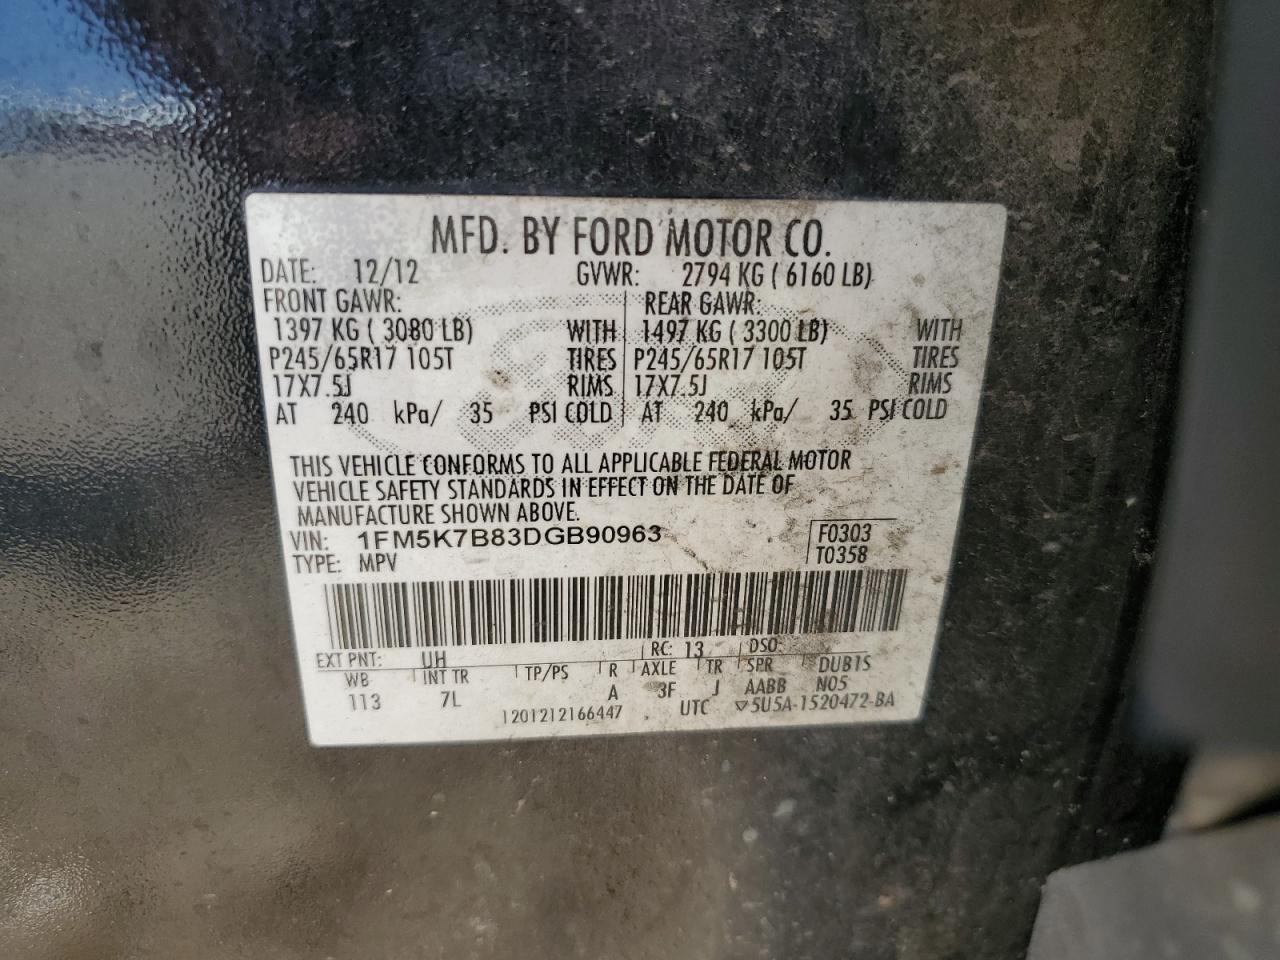 MFD. BY FORD MOTOR CO.
DATE: 12/12 GVWR: 2794 KG ( 6160 LB)
FRONT GAWR: REAR GAWR:
1397 KG ( 3080 LB) WITH 1497 KG ( 3300 LB) WITH
P245/65R17 105T TIRES P245/65R17 105T TIRES
17X7.5J RIMS 17X7.5J RIMS
AT 240 kPa/ 35 PSI COLD AT 240 kPa/ 35 PSI COLD
THIS VEHICLE CONFORMS TO ALL APPLICABLE FEDERAL MOTOR
VEHICLE SAFETY STANDARDS IN EFFECT ON THE DATE OF
MANUFACTURE SHOWN ABOVE.
VIN: 1FM5K7B83DGB90963 F0303
TYPE: MPV T0358
EXT PNT: UH RC: 13 DSO:
WB INT TR TP/PS R AXLE TR SPR DUB1S
113 7L A 3F J AABB N05
1201212166447 UTC ▽5U5A-1520472-BA